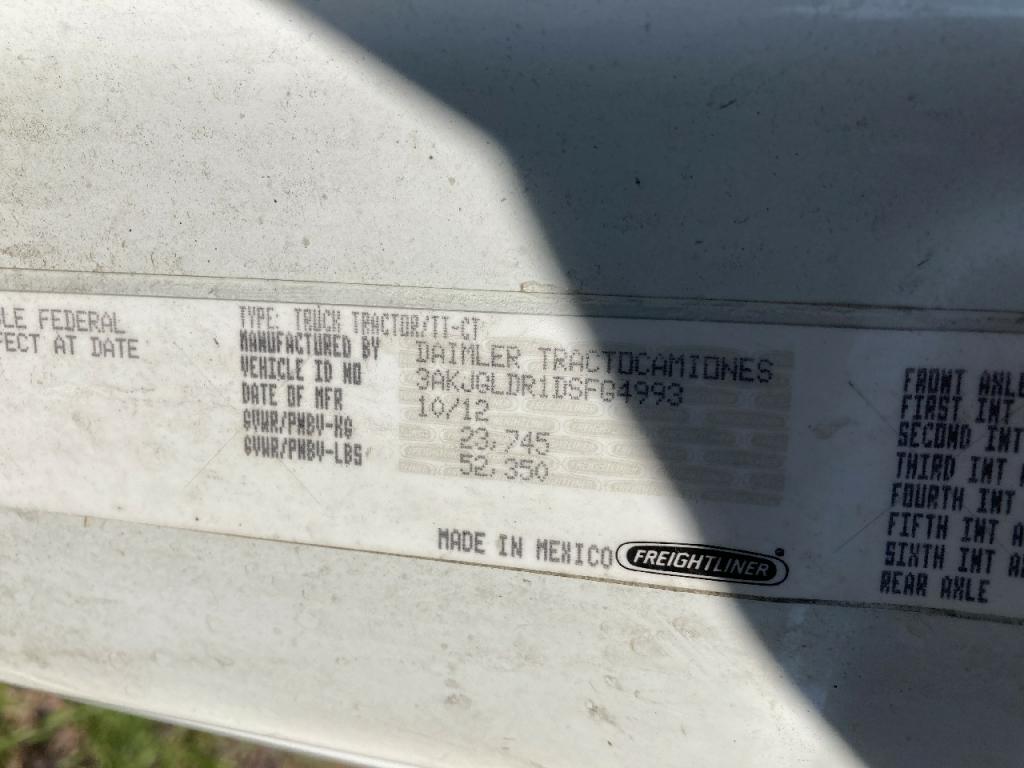 LE FEDERAL
FECT AT DATE
TYPE: TRUCK TRACTOR/TT-CT
MANUFACTURED BY DAIMLER TRACTOCAMIONES
VEHICLE ID NO 3AKJGLDR1DSFG4993
DATE OF MFR 10/12
GVWR/PNBV-KG 23,745
GVWR/PNBV-LBS 52,350
MADE IN MEXICO FREIGHTLINER
FRONT AXLE
FIRST INT
SECOND INT
THIRD INT
FOURTH INT
FIFTH INT A
SIXTH INT A
REAR AXLE